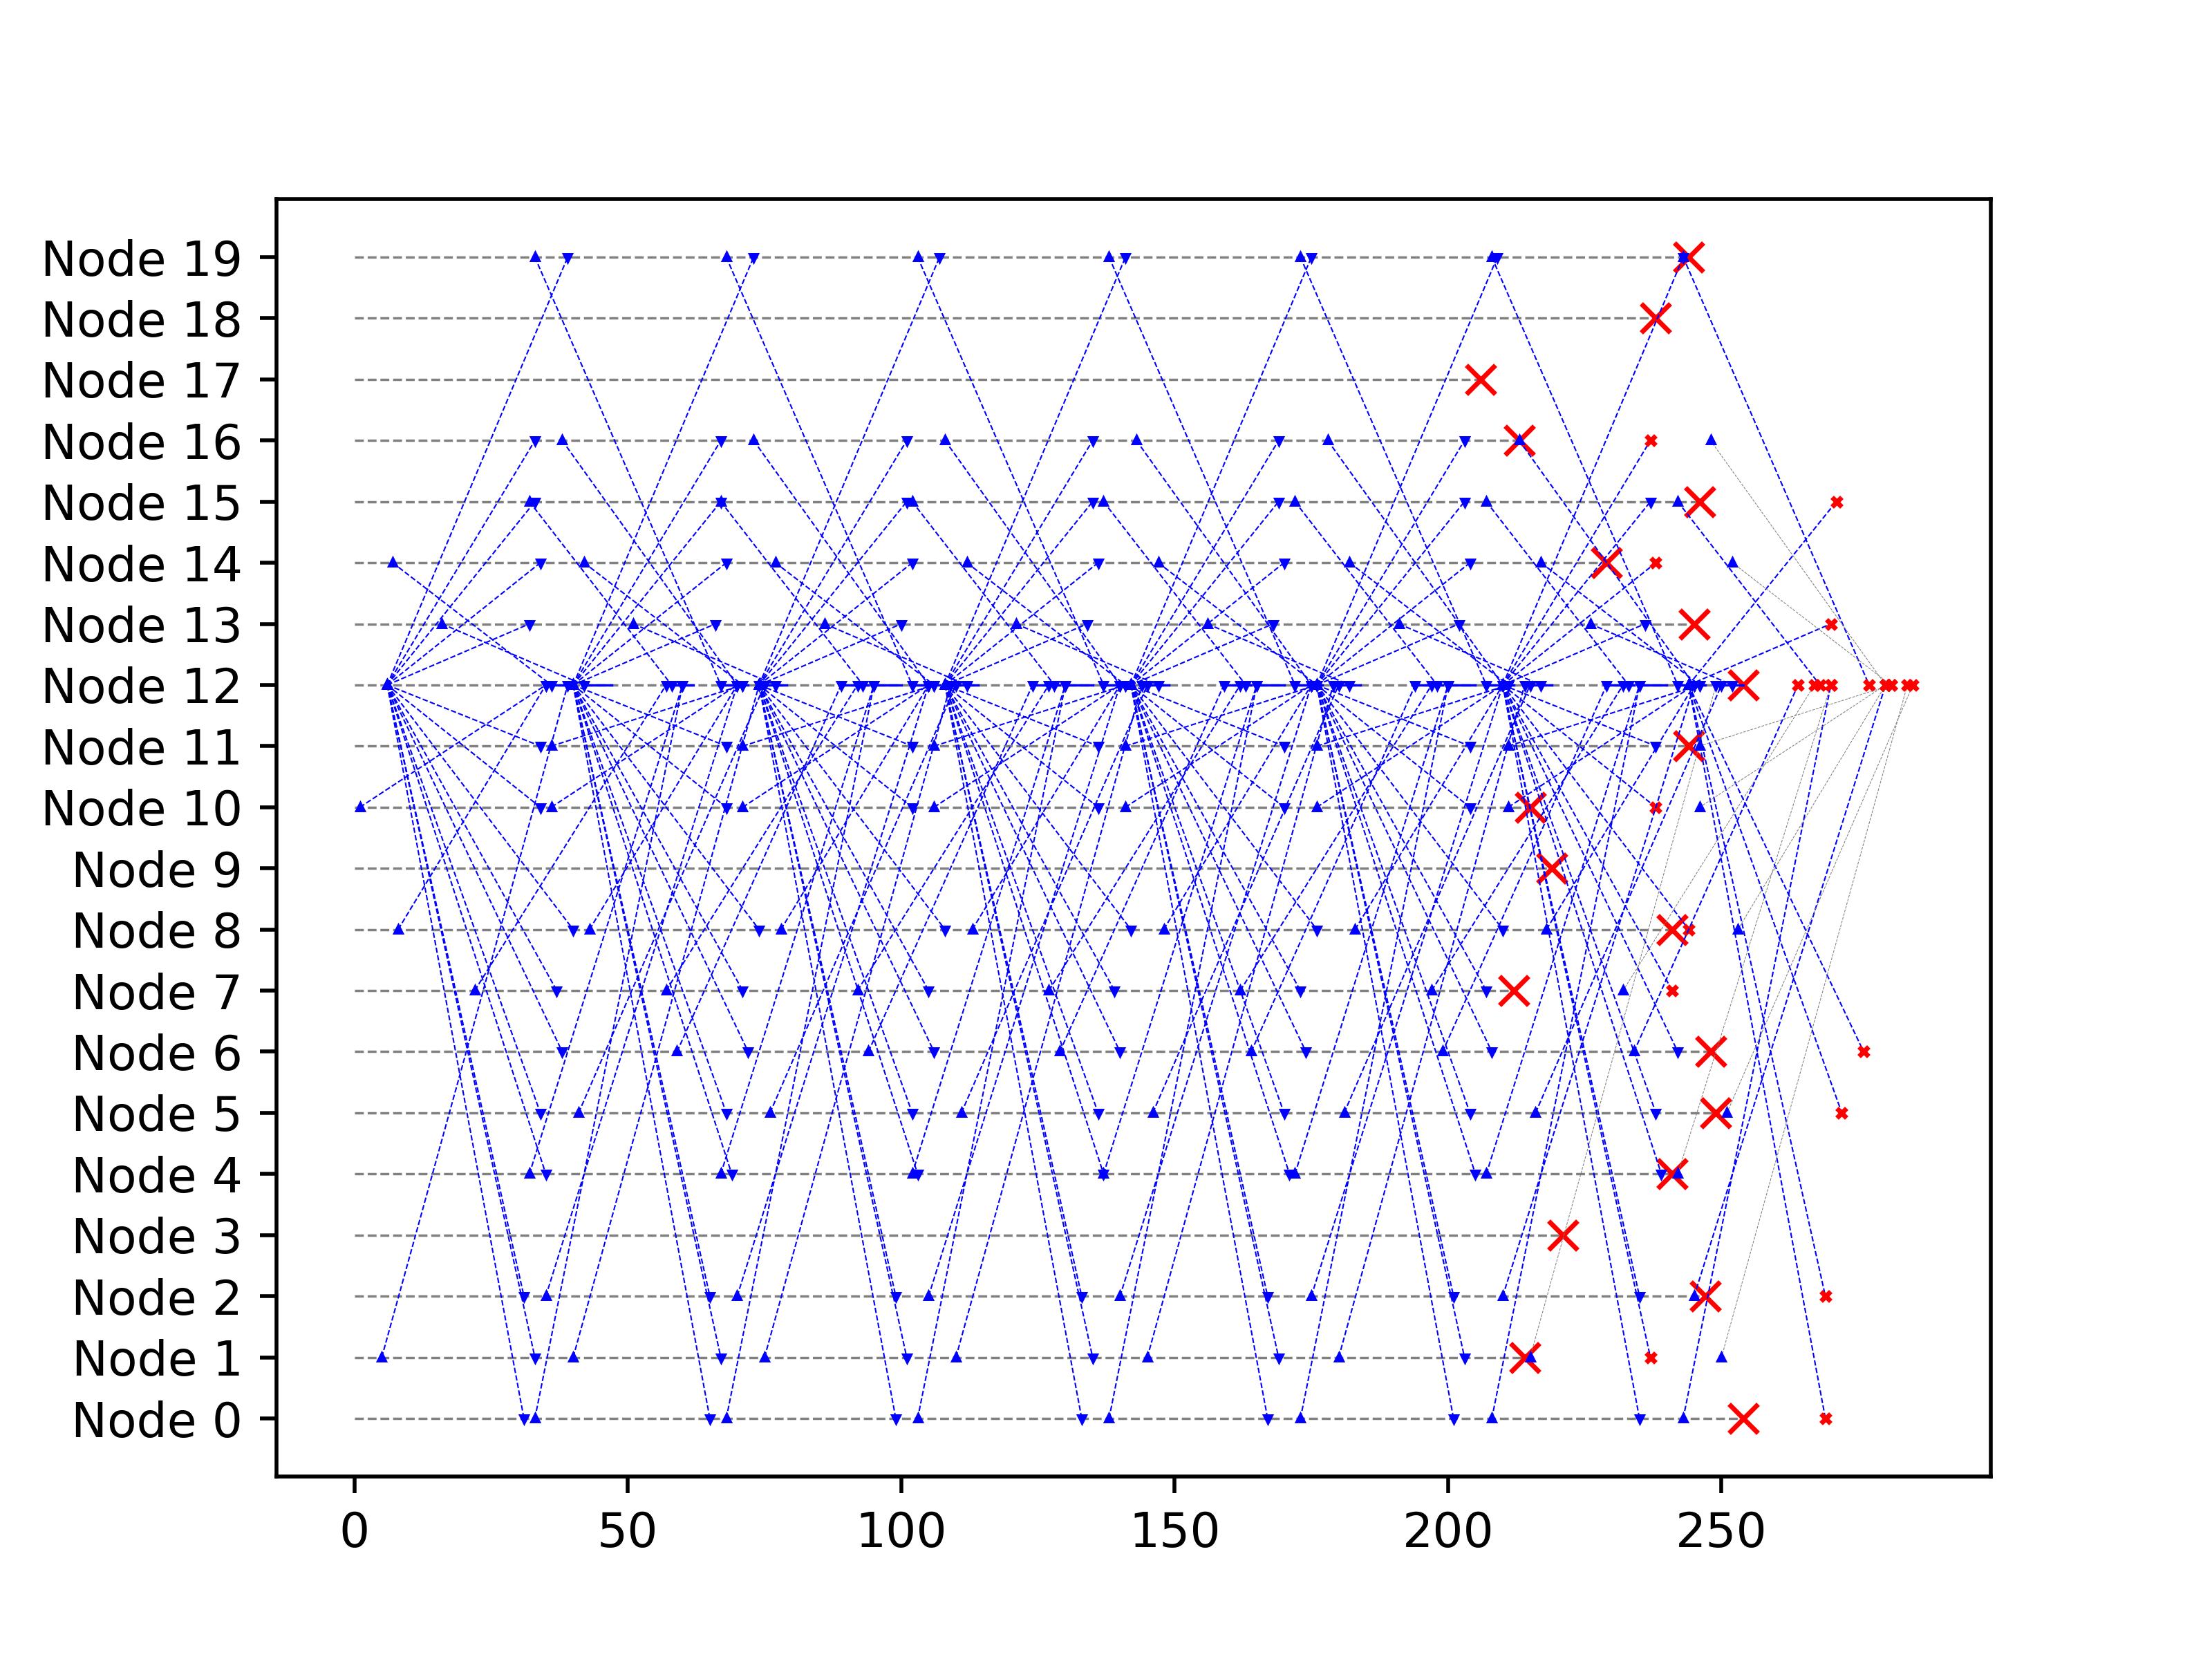 Node 19
Node 18
Node 17
Node 16
Node 15
Node 14
Node 13
Node 12
Node 11
Node 10
Node 9
Node 8
Node 7
Node 6
Node 5
Node 4
Node 3
Node 2
Node 1
Node 0
0 50 100 150 200 250